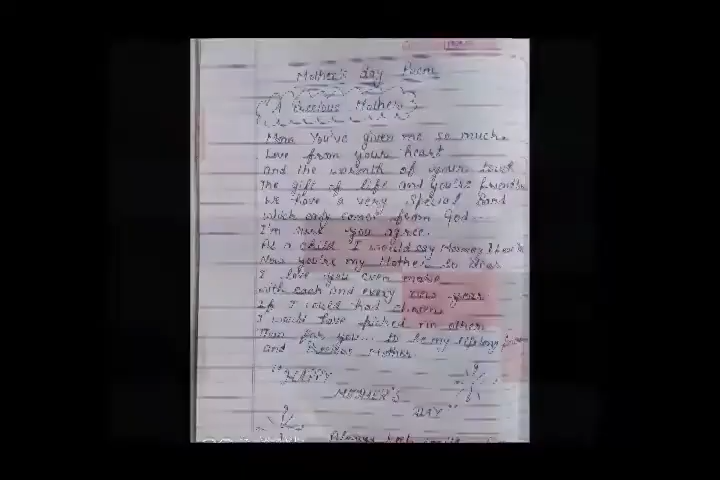 Mother's day Poem
A Precious Mother
Mom You've given me so much.
Love from your heart
and the warmth of your touch
The gift of life and you're friendly
We have a very Special Bond
which only comes from God....
I'm sure you agree.
As a child I would say Mommy I Love
Now you're my Mother So dear
I love you even more
with each and every new year
If I could had chosen
I would have picked no other
Than for you... to be my lifelong
and Precious Mother.
"HAPPY
MOTHER'S
DAY"
Always